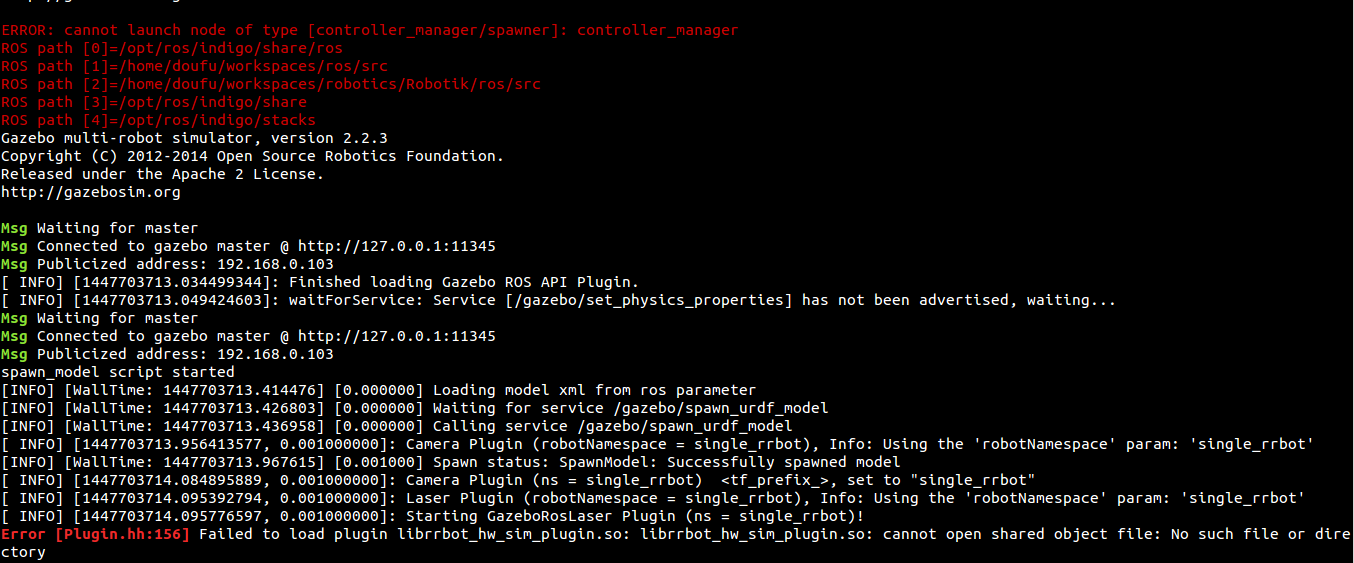 ERROR: cannot launch node of type [controller_manager/spawner]: controller_manager
ROS path [0]=/opt/ros/indigo/share/ros
ROS path [1]=/home/doufu/workspaces/ros/src
ROS path [2]=/home/doufu/workspaces/robotics/Robotik/ros/src
ROS path [3]=/opt/ros/indigo/share
ROS path [4]=/opt/ros/indigo/stacks
Gazebo multi-robot simulator, version 2.2.3
Copyright (C) 2012-2014 Open Source Robotics Foundation.
Released under the Apache 2 License.
http://gazebosim.org
Msg Waiting for master
Msg Connected to gazebo master @ http://127.0.0.1:11345
Msg Publicized address: 192.168.0.103
[ INFO] [1447703713.034499344]: Finished loading Gazebo ROS API Plugin.
[ INFO] [1447703713.049424603]: waitForService: Service [/gazebo/set_physics_properties] has not been advertised, waiting...
Msg Waiting for master
Msg Connected to gazebo master @ http://127.0.0.1:11345
Msg Publicized address: 192.168.0.103
spawn_model script started
[INFO] [WallTime: 1447703713.414476] [0.000000] Loading model xml from ros parameter
[INFO] [WallTime: 1447703713.426803] [0.000000] Waiting for service /gazebo/spawn_urdf_model
[INFO] [WallTime: 1447703713.436958] [0.000000] Calling service /gazebo/spawn_urdf_model
[ INFO] [1447703713.956413577, 0.001000000]: Camera Plugin (robotNamespace = single_rrbot), Info: Using the 'robotNamespace' param: 'single_rrbot'
[INFO] [WallTime: 1447703713.967615] [0.001000] Spawn status: SpawnModel: Successfully spawned model
[ INFO] [1447703714.084895889, 0.001000000]: Camera Plugin (ns = single_rrbot)  <tf_prefix_>, set to "single_rrbot"
[ INFO] [1447703714.095392794, 0.001000000]: Laser Plugin (robotNamespace = single_rrbot), Info: Using the 'robotNamespace' param: 'single_rrbot'
[ INFO] [1447703714.095776597, 0.001000000]: Starting GazeboRosLaser Plugin (ns = single_rrbot)!
Error [Plugin.hh:156] Failed to load plugin librrbot_hw_sim_plugin.so: librrbot_hw_sim_plugin.so: cannot open shared object file: No such file or dire
ctory